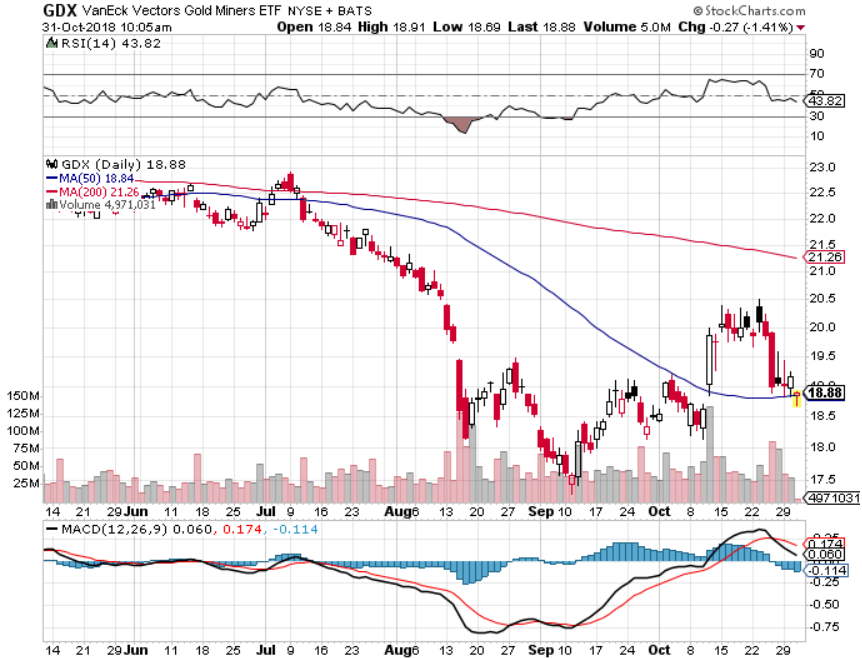 GDX VanEck Vectors Gold Miners ETF NYSE + BATS
© StockCharts.com
31-Oct-2018 10:05am
Open 18.84 High 18.91 Low 18.69 Last 18.88 Volume 5.0M Chg -0.27 (-1.41%)
RSI(14) 43.82
90
70
50
43.82
30
10
GDX (Daily) 18.88
MA(50) 18.84
MA(200) 21.26
Volume 4,971,031
23.0
22.5
22.0
21.5
21.26
21.0
20.5
20.0
19.5
19.0
18.88
18.5
18.0
17.5
4971031
150M
125M
100M
75M
50M
25M
14 21 29 Jun 11 18 25 Jul 9 16 23 Aug 6 13 20 27 Sep 10 17 24 Oct 8 15 22 29
MACD(12,26,9) 0.060, 0.174, -0.114
0.25
0.174
0.060
-0.114
-0.25
-0.50
-0.75
14 21 29 Jun 11 18 25 Jul 9 16 23 Aug 6 13 20 27 Sep 10 17 24 Oct 8 15 22 29